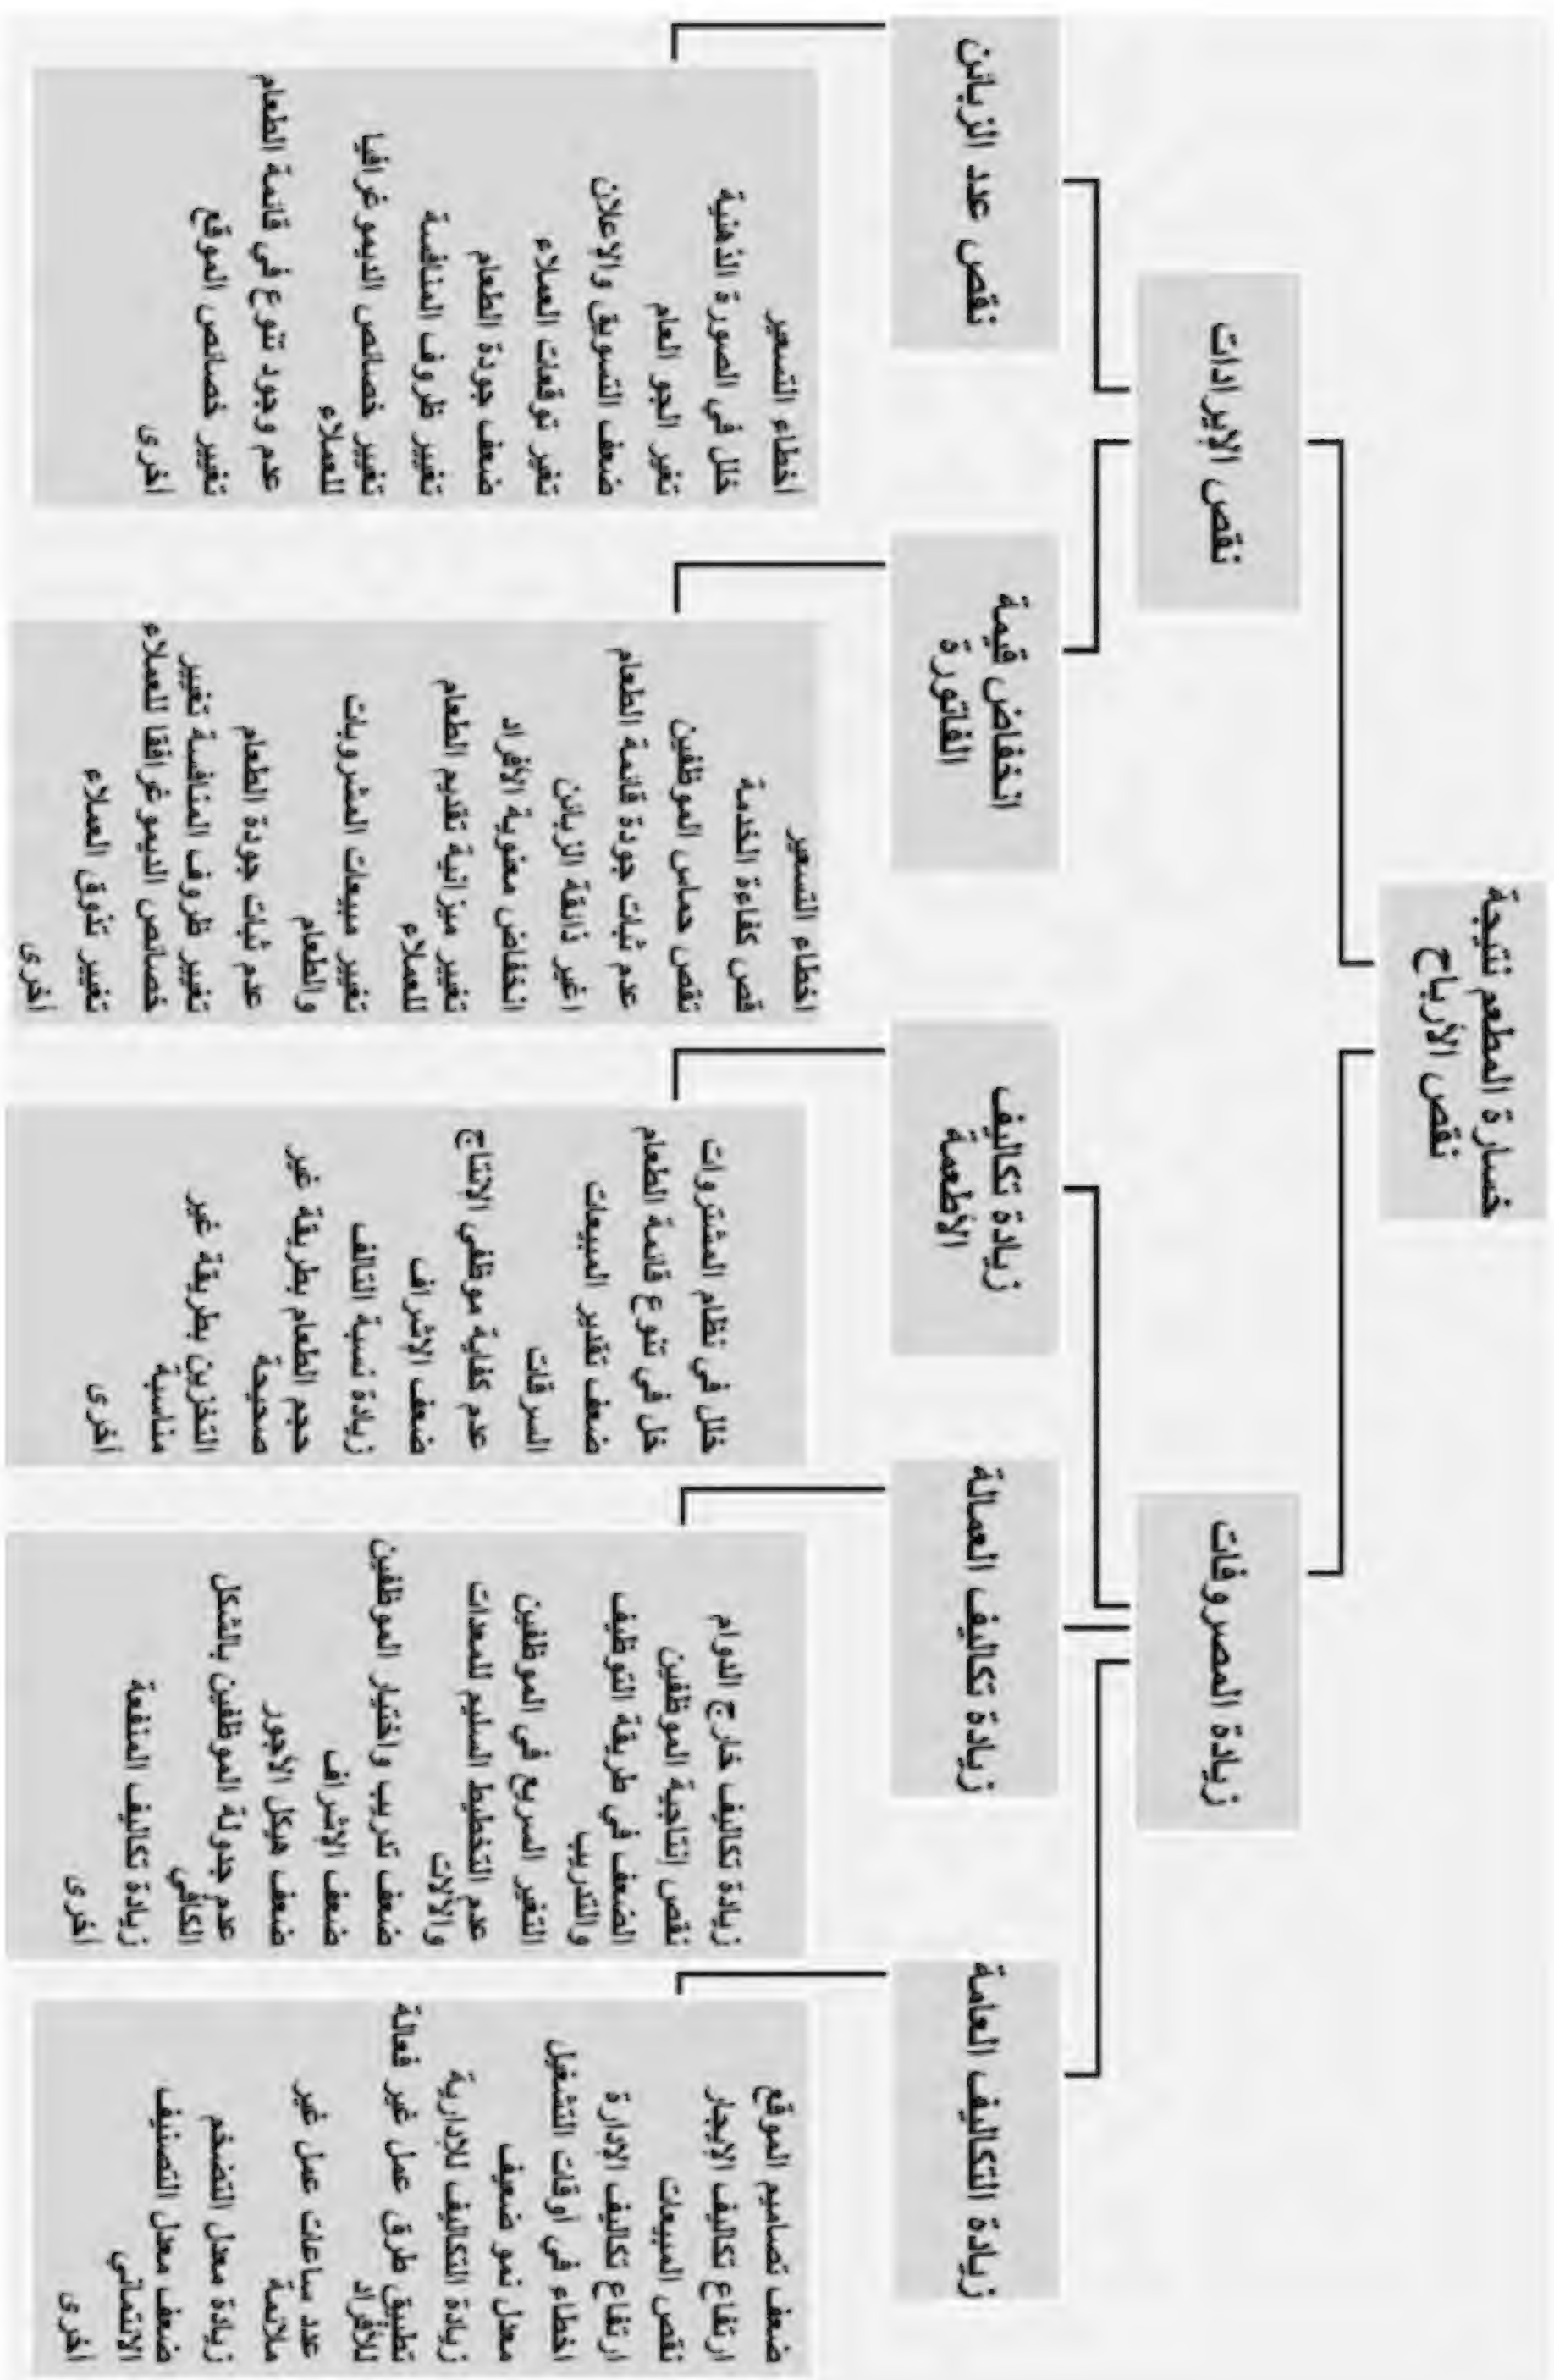 خسارة المطعم نتيجة
نقص الأرباح
نقص الإيرادات
زيادة المصروفات
نقص عدد الزبائن
انخفاض قيمة
الفاتورة
زيادة تكاليف
الأطعمة
زيادة تكاليف العمالة
زيادة التكاليف العامة
أخطاء التسعير
خلل في الصورة الذهنية
تغير الجو العام
ضعف التسويق والإعلان
تغير توقعات العملاء
ضعف جودة الطعام
تغيير ظروف المنافسة
تغيير خصائص الديموغرافيا
للعملاء
عدم وجود تنوع في قائمة الطعام
تغيير خصائص الموقع
أخرى
اخطاء التسعير
قص كفاءة الخدمة
نقص حماس الموظفين
عدم ثبات جودة قائمة الطعام
اغير ذائقة الزبائن
انخفاض معنوية الأفراد
تغيير ميزانية تقديم الطعام
للعملاء
تغيير مبيعات المشروبات
والطعام
عدم ثبات جودة الطعام
تغيير ظروف المنافسة تغيير
خصائص الديموغرافقا للعملاء
تغيير تذوق العملاء
أخرى
خلل في نظام المشتروات
خل في تنوع قائمة الطعام
ضعف تقدير المبيعات
السرقات
عدم كفاية موظفي الإنتاج
ضعف الإشراف
زيادة نسبة التالف
حجم الطعام بطريقة غير
صحيحة
التخزين بطريقة غير
مناسبة
أخرى
زيادة تكاليف خارج الدوام
نقص إنتاجية الموظفين
الضعف في طريقة التوظيف
والتدريب
التغير السريع في الموظفين
عدم التخطيط السليم للمعدات
والآلات
ضعف تدريب واختيار الموظفين
ضعف الإشراف
ضعف هيكل الأجور
عدم جدولة الموظفين بالشكل
الكافي
زيادة تكاليف المنفعة
أخرى
ضعف تصاميم الموقع
ارتفاع تكاليف الإيجار
نقص المبيعات
ارتفاع تكاليف الإدارة
اخطاء في أوقات التشغيل
معدل نمو ضعيف
زيادة التكاليف للإدارية
تطبيق طرق عمل غير فعالة
للأفراد
عدد ساعات عمل غير
ملائمة
زيادة معدل التضخم
ضعف معدل التصنيف
الائتماني
اخرى